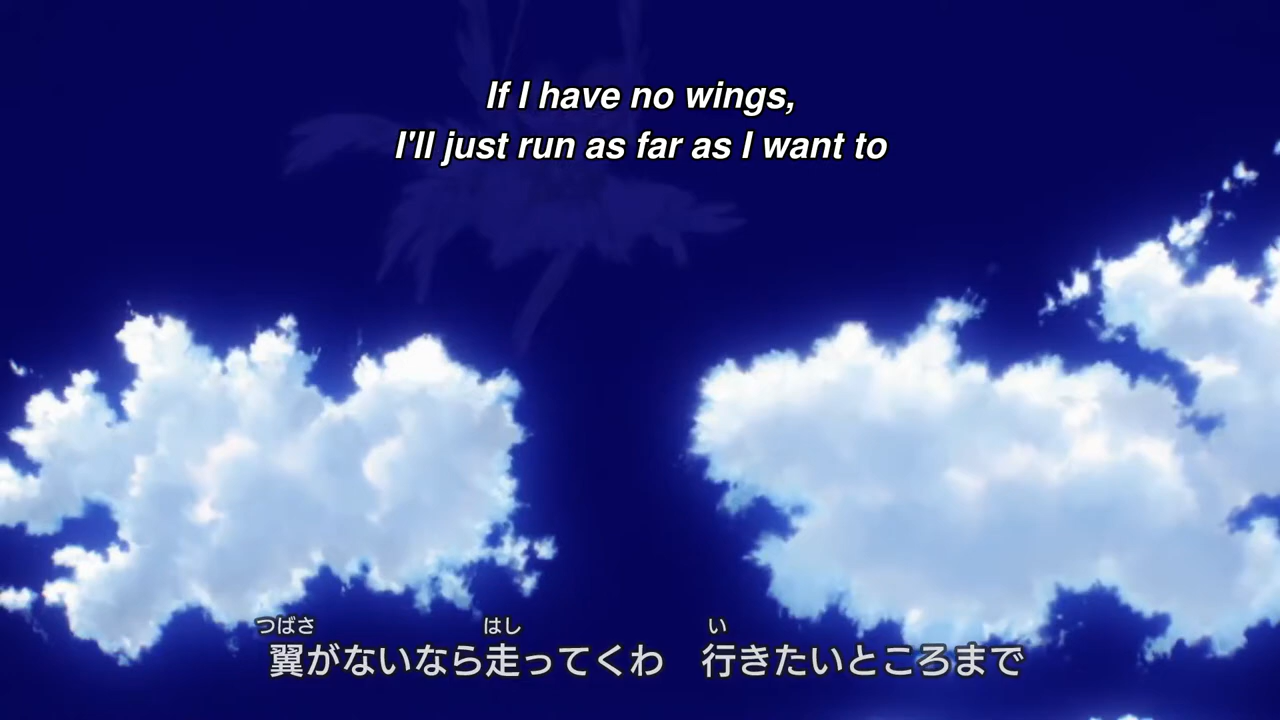 If I have no wings,
I'll just run as far as I want to
つばさ はし い
翼がないなら走ってくわ 行きたいところまで